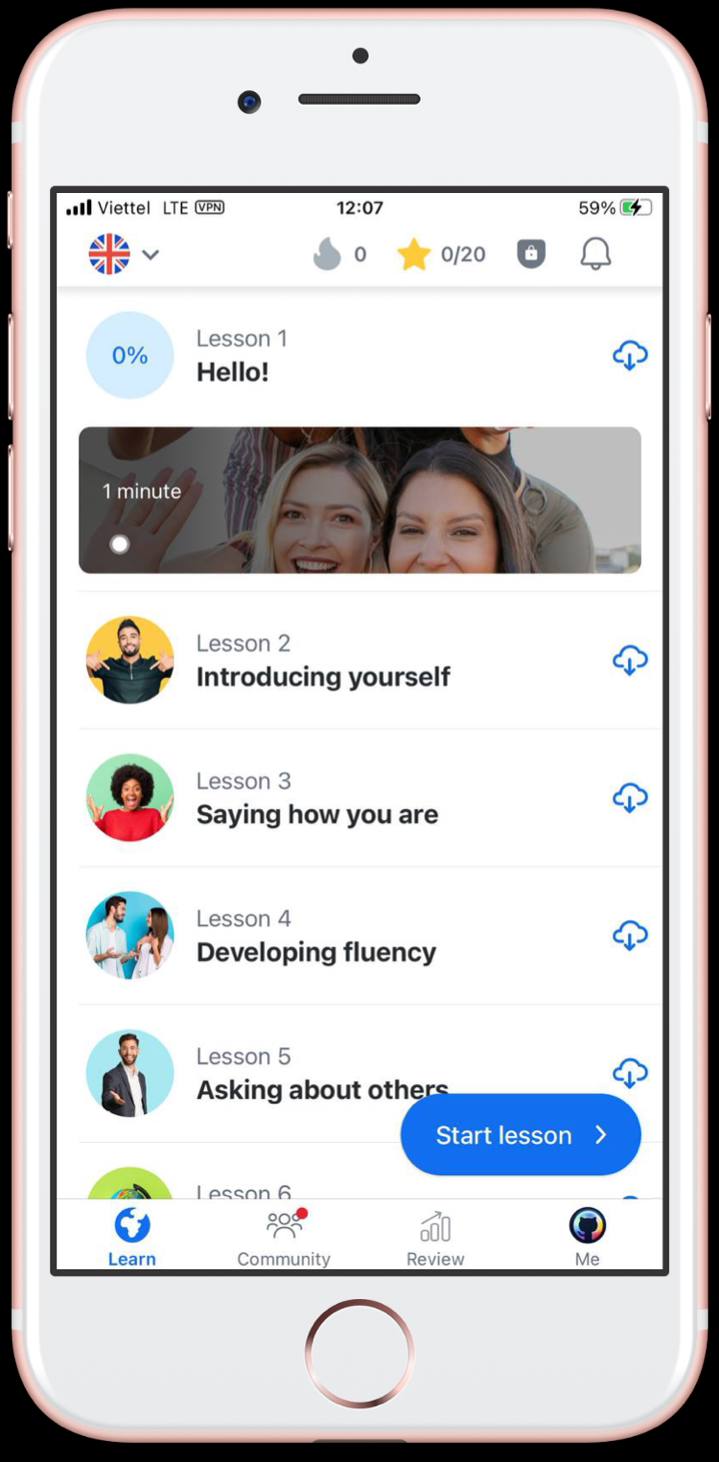 Viettel LTE VPN 12:07 59%
0 0/20
0% Lesson 1
Hello!
1 minute
Lesson 2
Introducing yourself
Lesson 3
Saying how you are
Lesson 4
Developing fluency
Lesson 5
Asking about others
Start lesson
Lesson 6
Learn Community Review Me